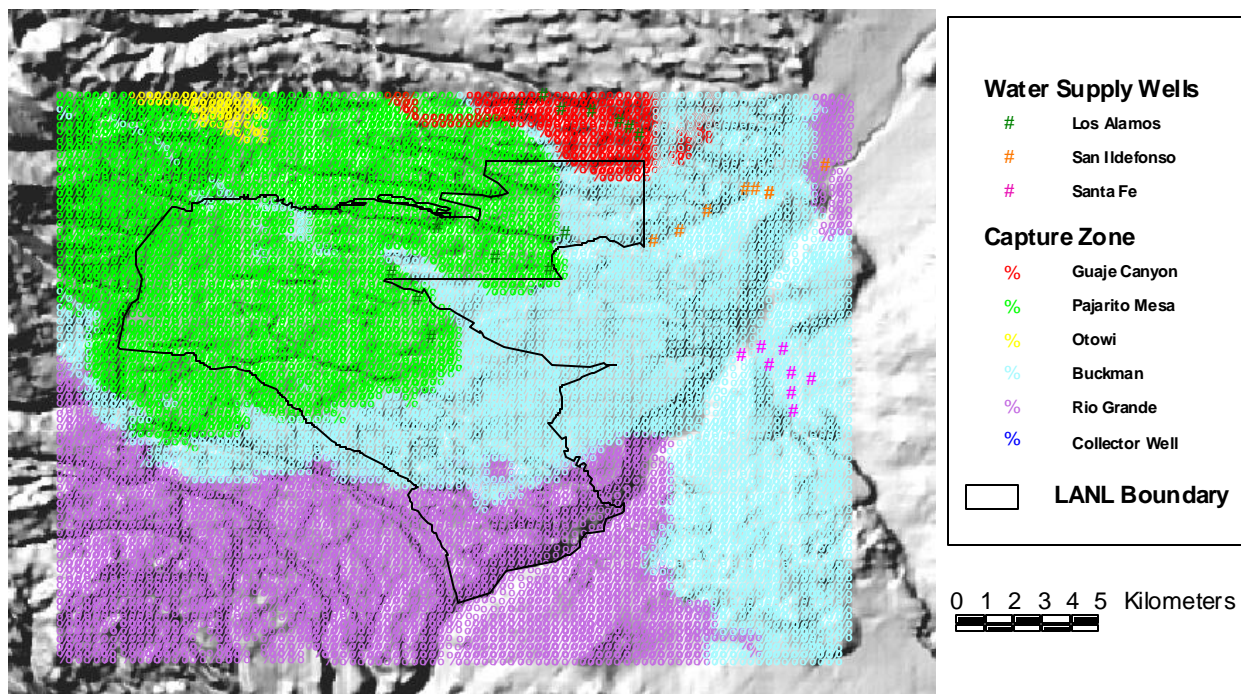 Water Supply Wells
# Los Alamos
# San Ildefonso
# Santa Fe
Capture Zone
% Guaje Canyon
% Pajarito Mesa
% Otowi
% Buckman
% Rio Grande
% Collector Well
LANL Boundary
0 1 2 3 4 5 Kilometers